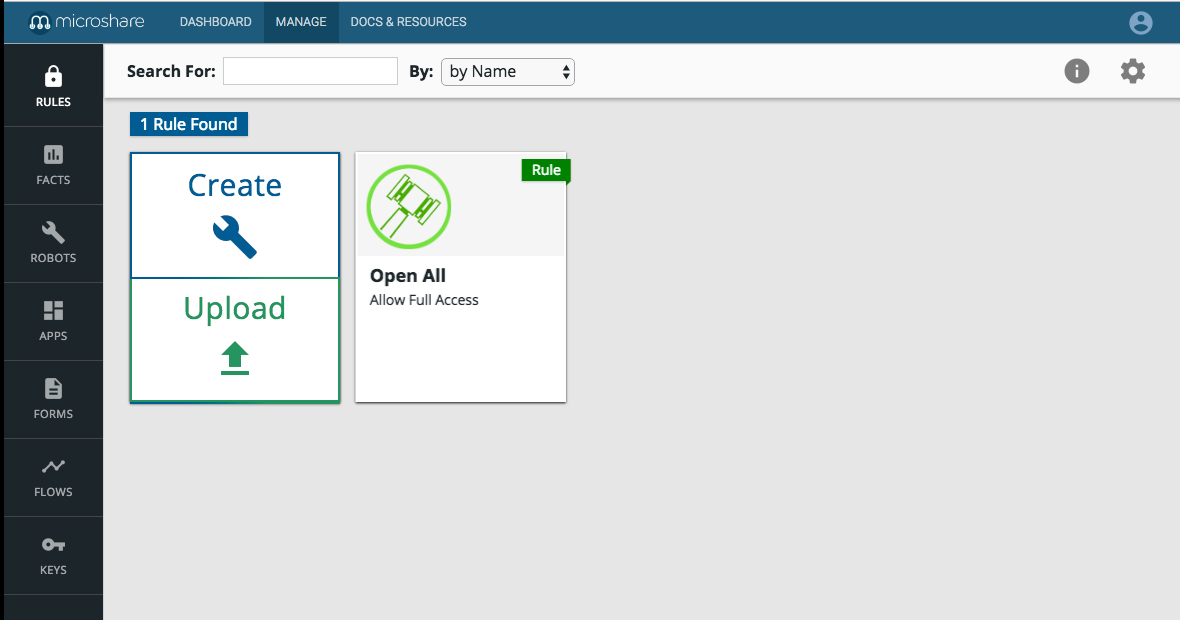 microshare
DASHBOARD
MANAGE
DOCS & RESOURCES
RULES
FACTS
ROBOTS
APPS
FORMS
FLOWS
KEYS
Search For:
By:
by Name
1 Rule Found
Create
Upload
Rule
Open All
Allow Full Access